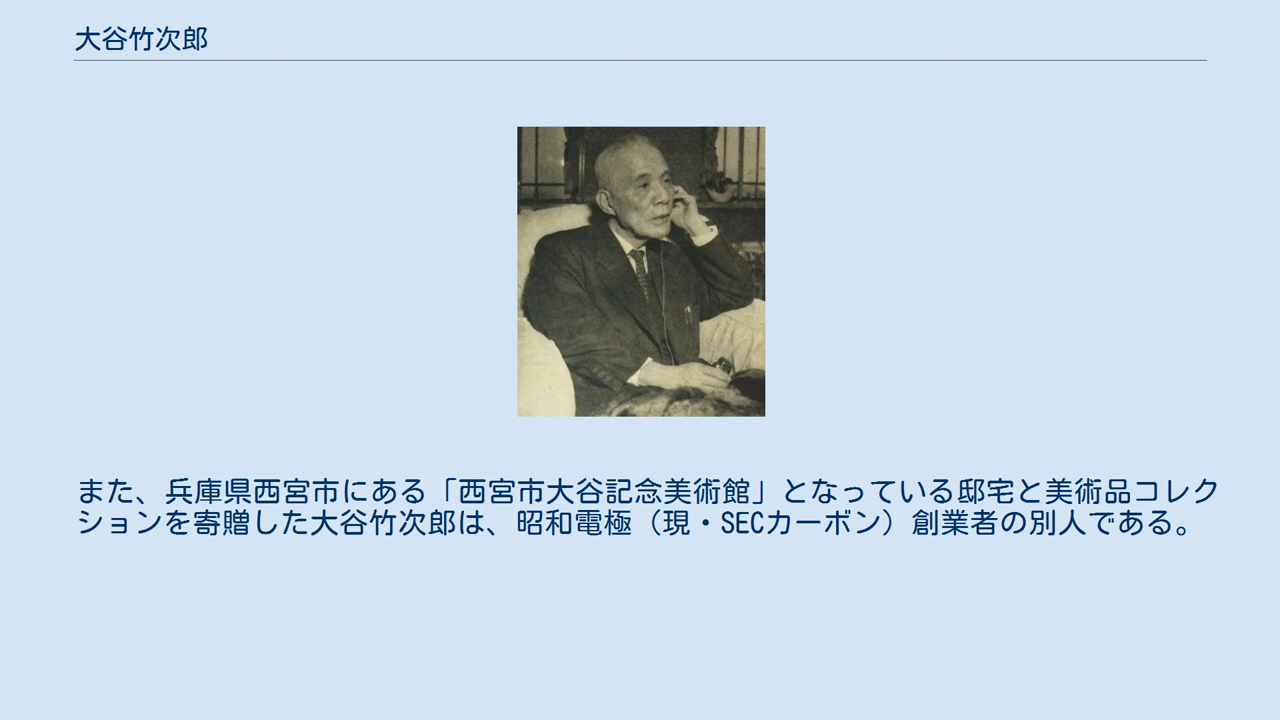 大谷竹次郎
また、兵庫県西宮市にある「西宮市大谷記念美術館」となっている邸宅と美術品コレク
ションを寄贈した大谷竹次郎は、昭和電極（現・SECカーボン）創業者の別人である。